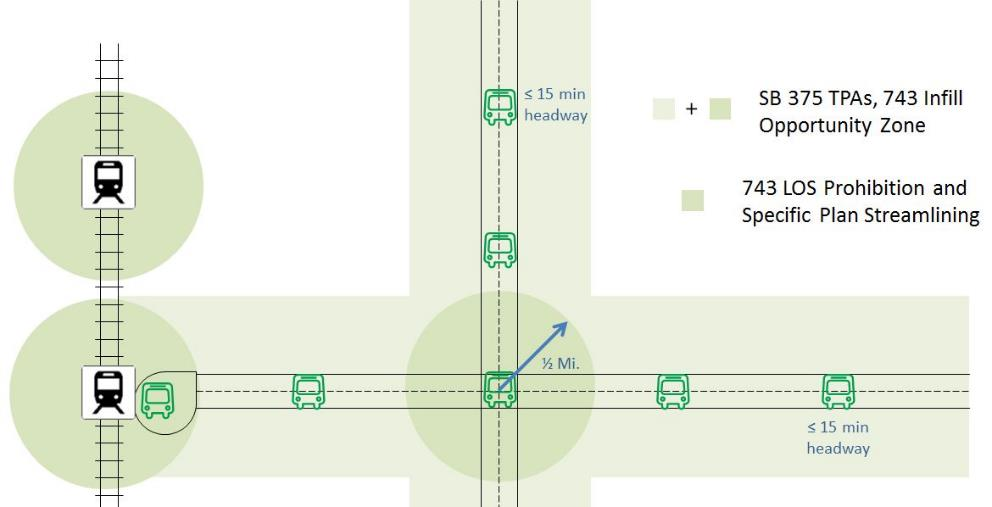 ≤ 15 min
headway
+
SB 375 TPAs, 743 Infill
Opportunity Zone
743 LOS Prohibition and
Specific Plan Streamlining
½ Mi.
≤ 15 min
headway